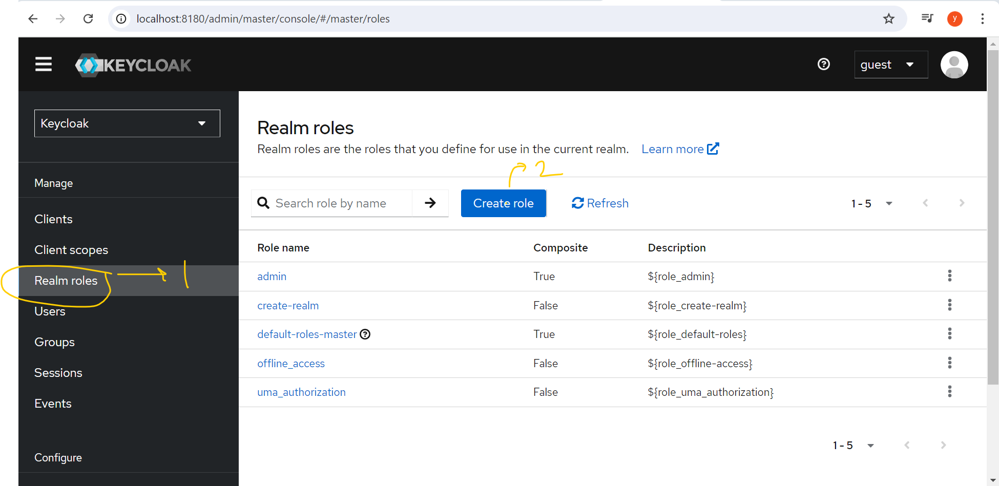 localhost:8180/admin/master/console/#/master/roles
y
KEYCLOAK
guest
Keycloak
Manage
Clients
Client scopes
Realm roles
1
Users
Groups
Sessions
Events
Configure
Realm roles
Realm roles are the roles that you define for use in the current realm. Learn more
2
Search role by name
Create role
Refresh
1 - 5
Role name Composite Description
admin True ${role_admin}
create-realm False ${role_create-realm}
default-roles-master True ${role_default-roles}
offline_access False ${role_offline-access}
uma_authorization False ${role_uma_authorization}
1 - 5